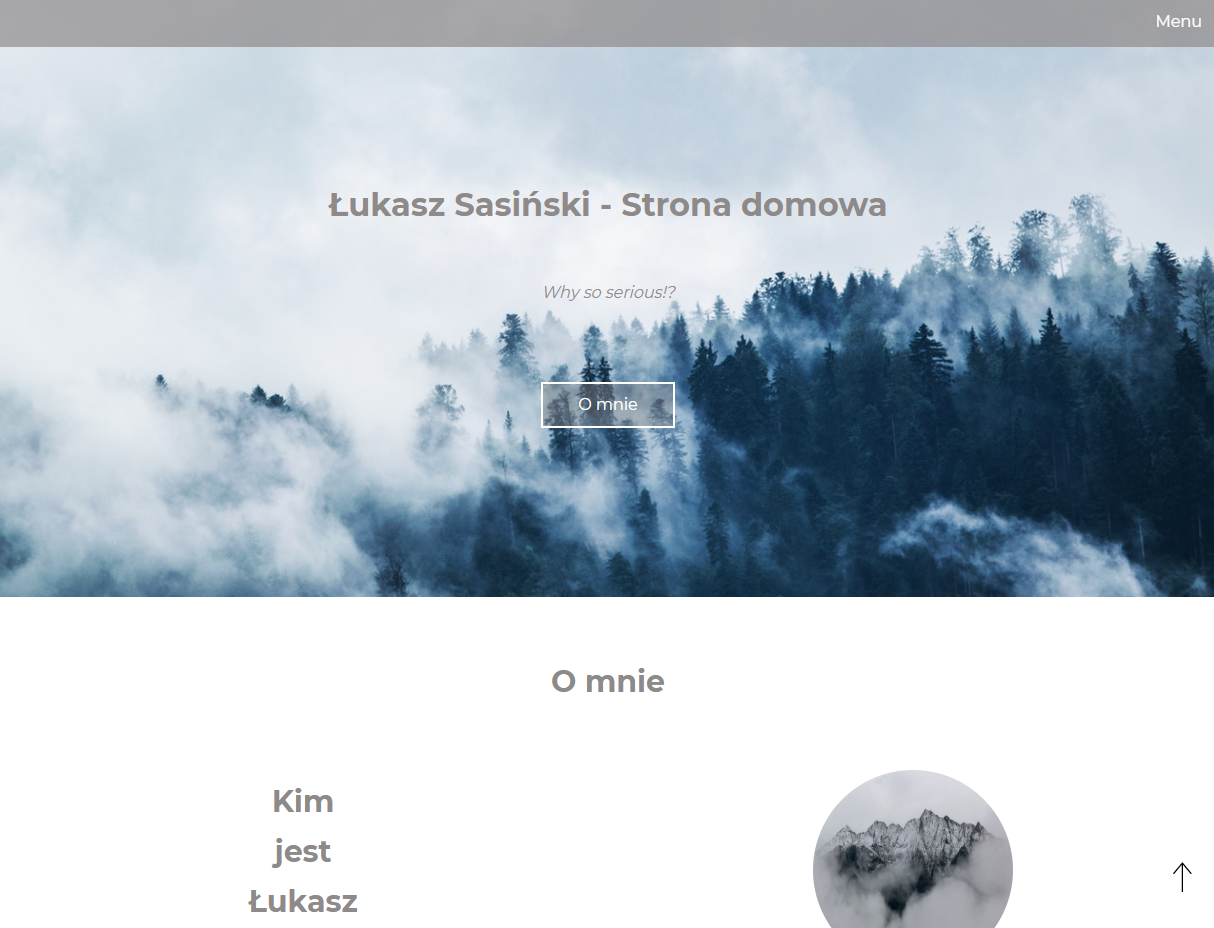 Menu
Łukasz Sasiński - Strona domowa
Why so serious!?
O mnie
O mnie
Kim
jest
Łukasz